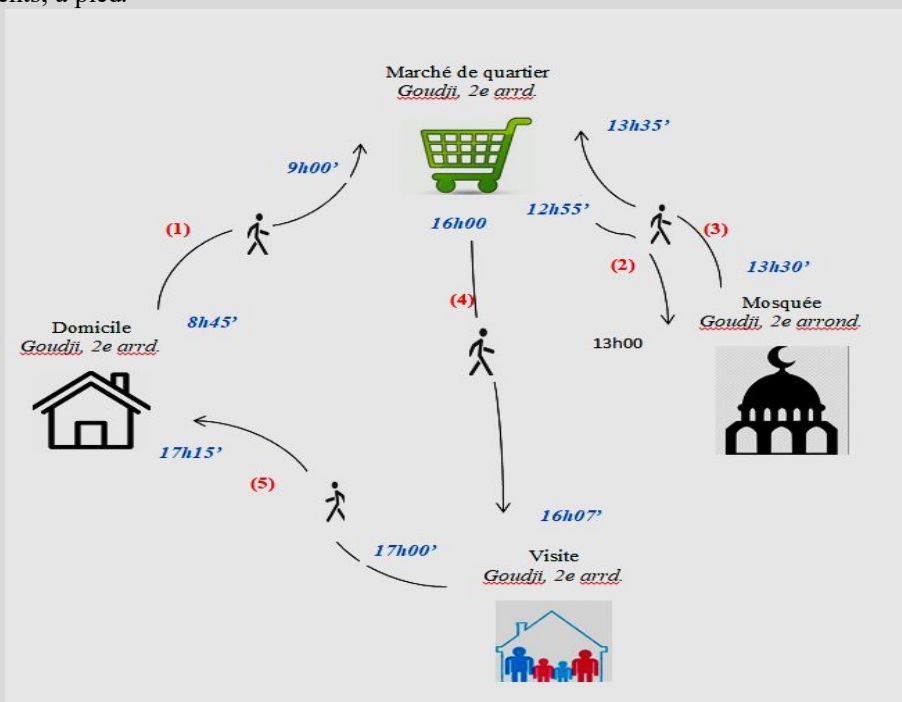 Marché de quartier
Goudji, 2e arrd.
13h35’
9h00’
12h55’
16h00
(1)
(3)
(2)
13h30’
(4)
Mosquée
Goudji, 2e arrond.
8h45’
Domicile
Goudji, 2e arrd.
13h00
17h15’
(5)
16h07’
17h00’
Visite
Goudji, 2e arrd.